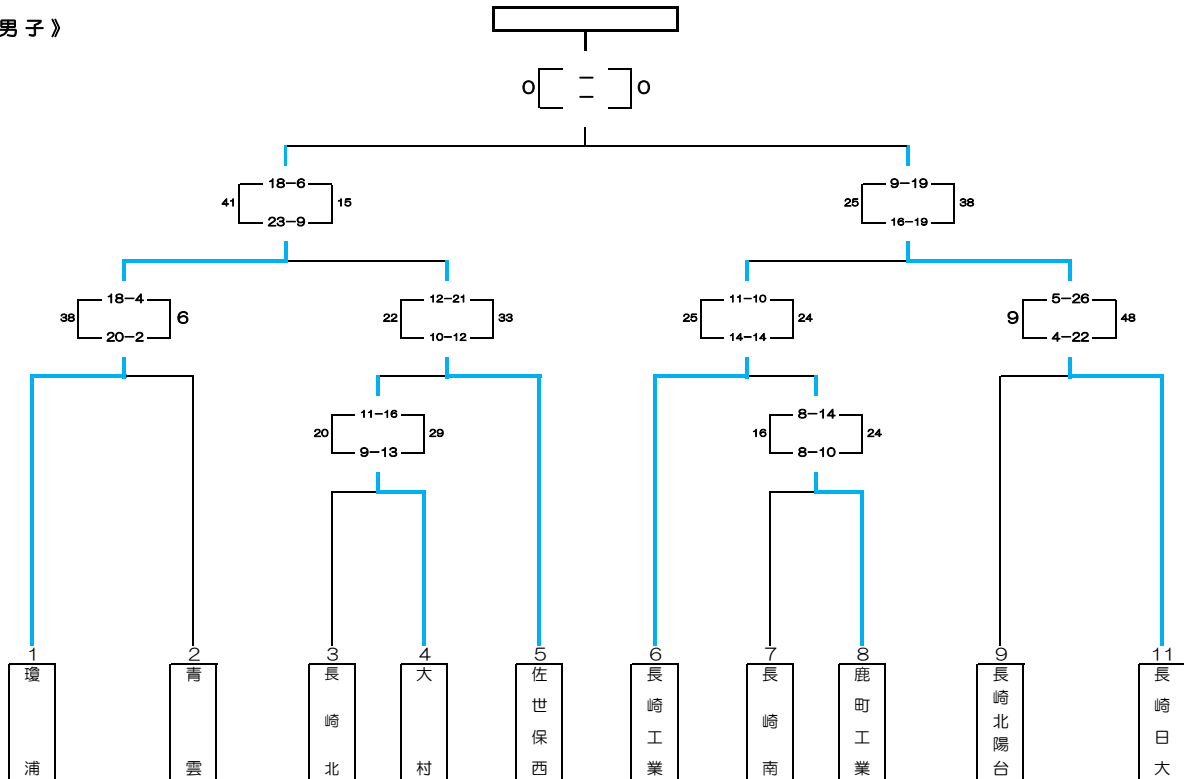 男子》
0 － 0
－
18-6 9-19
41 15 25 38
23-9 16-19
18-4 12-21 11-10 5-26
38 6 22 33 25 24 9 48
20-2 10-12 14-14 4-22
11-16 8-14
20 29 16 24
9-13 8-10
1 2 3 4 5 6 7 8 9 11
瓊浦
青雲
長崎北
大村
佐世保西
長崎工業
長崎南
鹿町工業
長崎北陽台
長崎日大